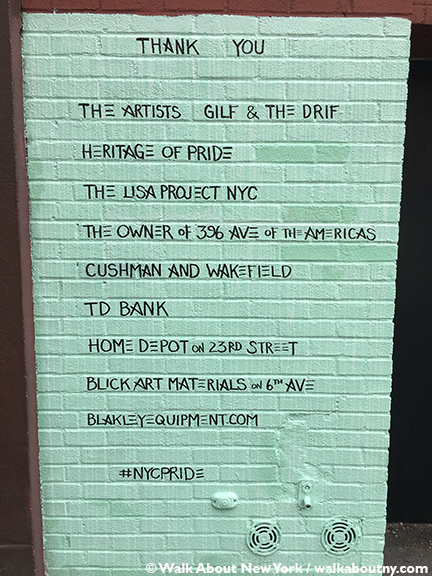 THANK YOU
THE ARTISTS GILF & THE DRIF
HERITAGE OF PRIDE
THE LISA PROJECT NYC
THE OWNER of 396 AVE OF THE AMERICAS
CUSHMAN AND WAKEFIELD
TD BANK
HOME DEPOT ON 23RD STREET
BLICK ART MATERIALS ON 6TH AVE
BLAKLEYEQUIPMENT.COM
#NYCPRIDE
© Walk About New York / walkaboutny.com